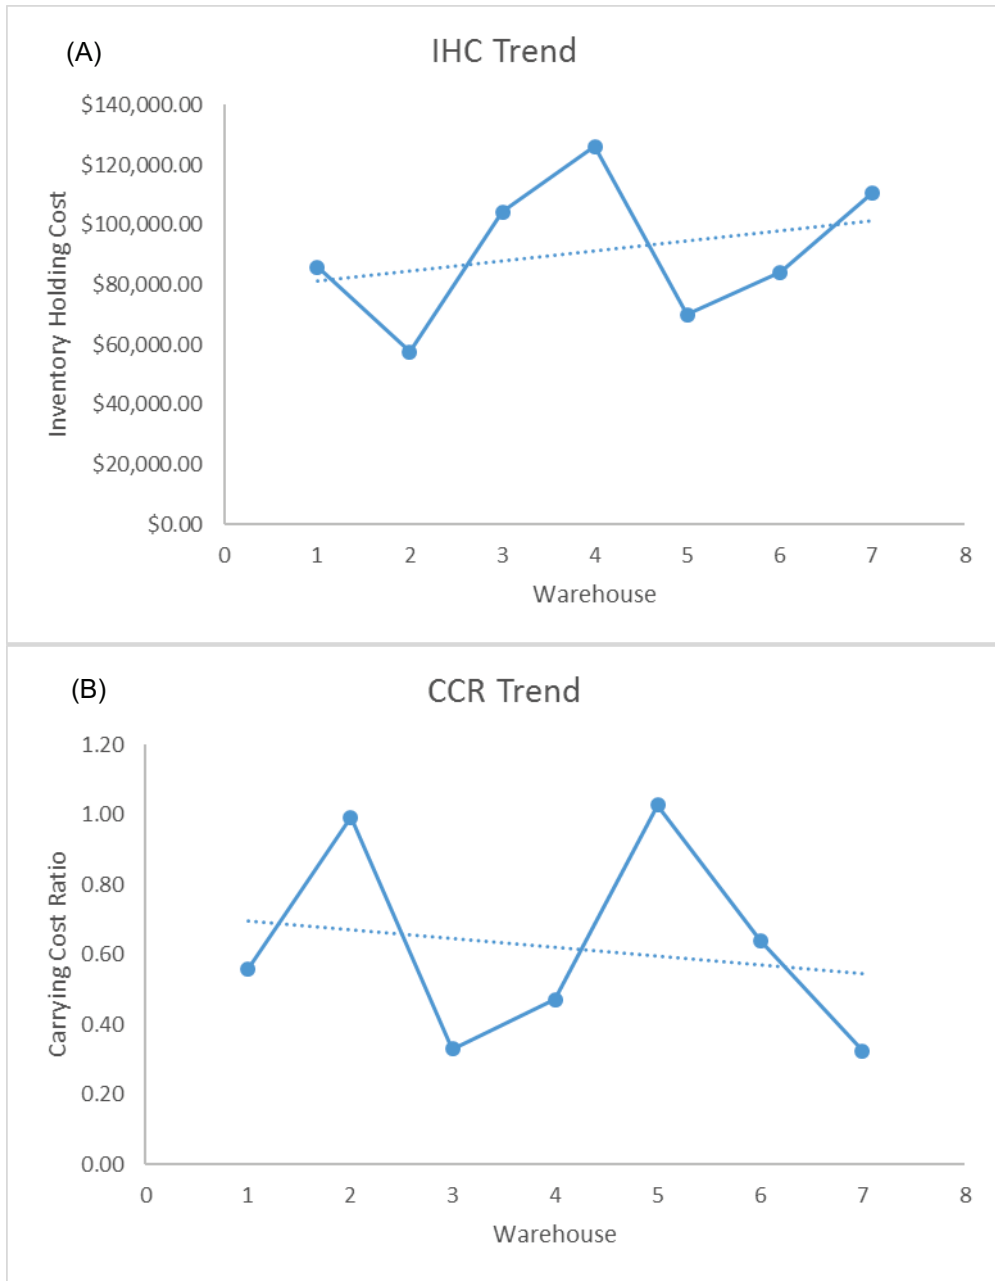 (A)
IHC Trend
Inventory Holding Cost
$140,000.00
$120,000.00
$100,000.00
$80,000.00
$60,000.00
$40,000.00
$20,000.00
$0.00
0 1 2 3 4 5 6 7 8
Warehouse
(B)
CCR Trend
Carrying Cost Ratio
1.20
1.00
0.80
0.60
0.40
0.20
0.00
0 1 2 3 4 5 6 7 8
Warehouse